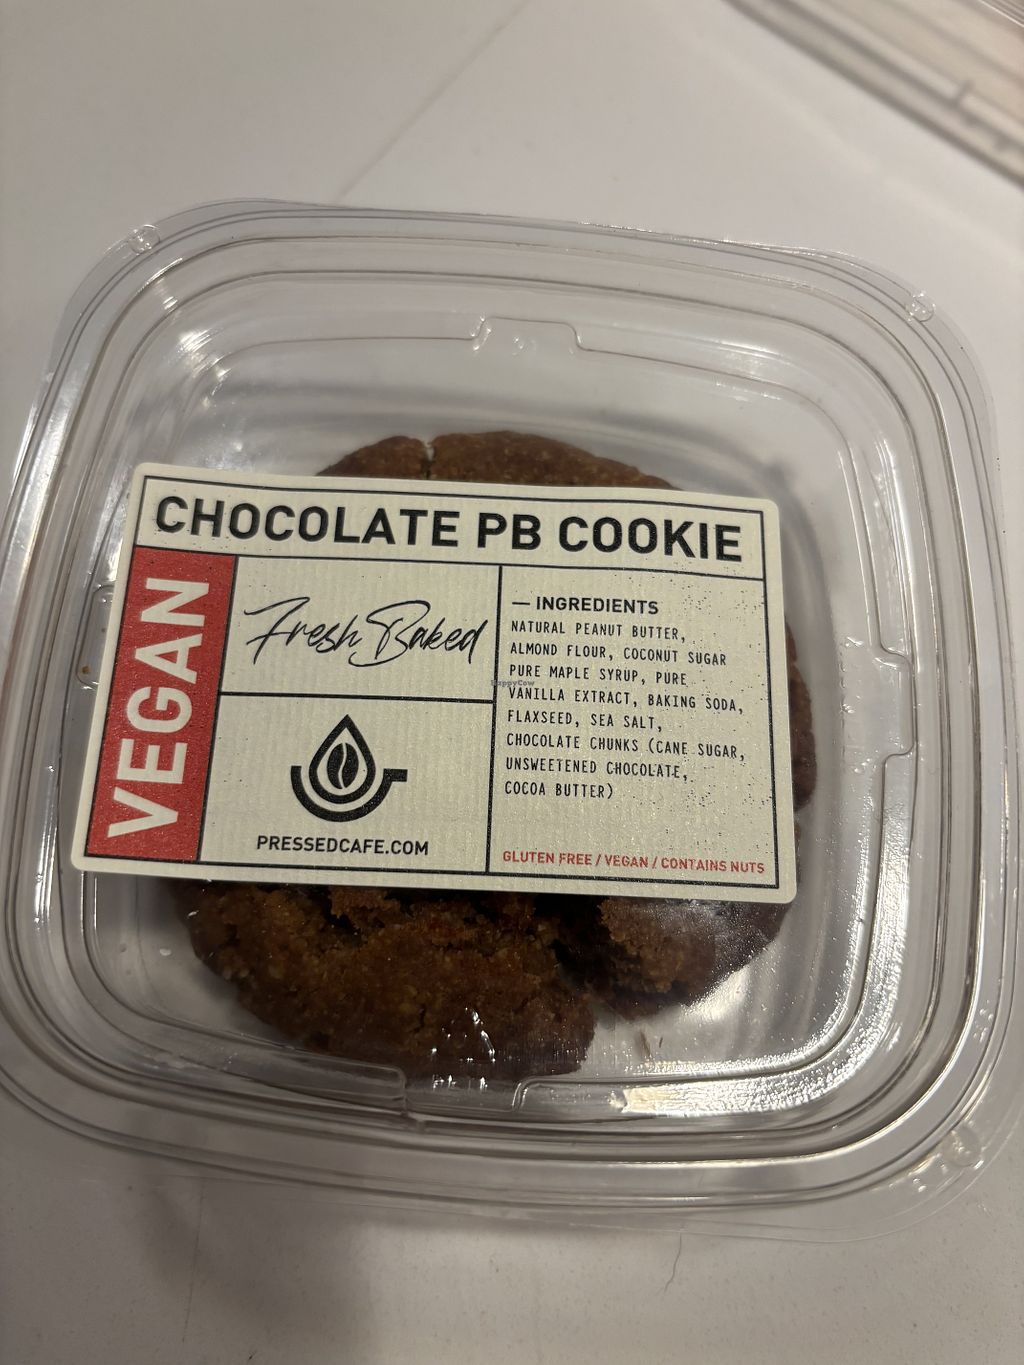 CHOCOLATE PB COOKIE
VEGAN
Fresh Baked
PRESSEDCAFE.COM
— INGREDIENTS
NATURAL PEANUT BUTTER,
ALMOND FLOUR, COCONUT SUGAR
PURE MAPLE SYRUP, PURE
VANILLA EXTRACT, BAKING SODA,
FLAXSEED, SEA SALT,
CHOCOLATE CHUNKS (CANE SUGAR,
UNSWEETENED CHOCOLATE,
COCOA BUTTER)
GLUTEN FREE / VEGAN / CONTAINS NUTS
HappyCow